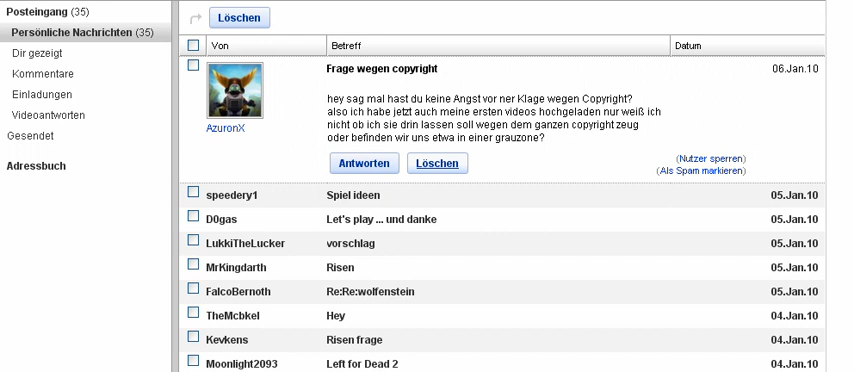 Posteingang (35)
Persönliche Nachrichten (35)
Dir gezeigt
Kommentare
Einladungen
Videoantworten
Gesendet
Adressbuch
Löschen
Von Betreff Datum
Frage wegen copyright 06.Jan.10
AzuronX
hey sag mal hast du keine Angst vor ner Klage wegen Copyright?
also ich habe jetzt auch meine ersten videos hochgeladen nur weiß ich
nicht ob ich sie drin lassen soll wegen dem ganzen copyright zeug
oder befinden wir uns etwa in einer grauzone?
Antworten Löschen
(Nutzer sperren)
(Als Spam markieren)
speedery1 Spiel ideen 05.Jan.10
D0gas Let's play ... und danke 05.Jan.10
LukkiTheLucker vorschlag 05.Jan.10
MrKingdarth Risen 05.Jan.10
FalcoBernoth Re:Re:wolfenstein 05.Jan.10
TheMcbkel Hey 04.Jan.10
Kevkens Risen frage 04.Jan.10
Moonlight2093 Left for Dead 2 04.Jan.10